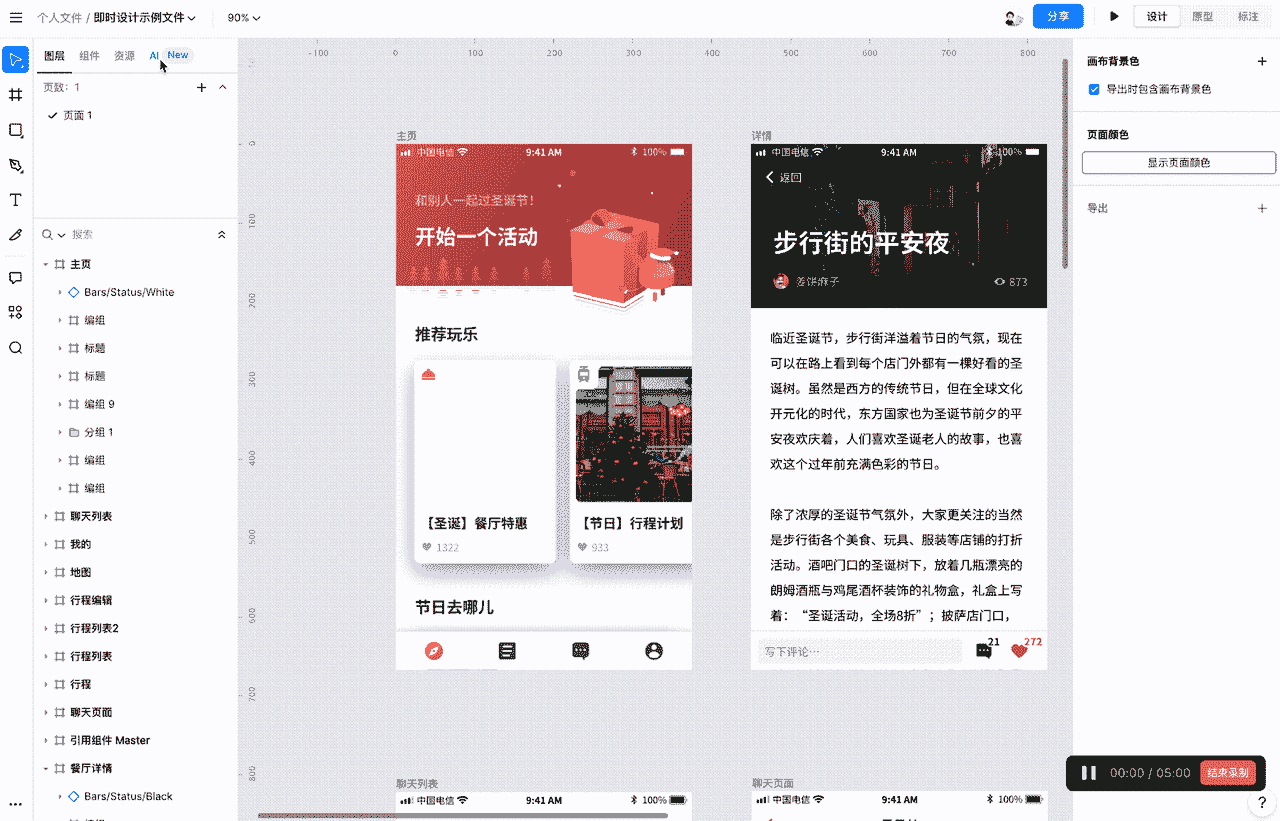 个人文件 / 即时设计示例文件
90%
分享
设计
原型
标注
图层
组件
资源
AI
New
页数：1
页面 1
搜索
主页
Bars/Status/White
编组
标题
标题
编组 9
分组 1
编组
编组
聊天列表
我的
地图
行程编辑
行程列表2
行程列表
行程
聊天页面
引用组件 Master
餐厅详情
Bars/Status/Black
-100
0
100
200
300
400
500
600
700
800
0
100
200
300
400
500
600
700
800
主页
中国电信
9:41 AM
100%
和别人一起过圣诞节！
开始一个活动
推荐玩乐
【圣诞】餐厅特惠
1322
【节日】行程计划
933
节日去哪儿
详情
中国电信
9:41 AM
100%
返回
步行街的平安夜
姜饼麻子
873
临近圣诞节，步行街洋溢着节日的气氛，现在
可以在路上看到每个店门外都有一棵好看的圣
诞树。虽然是西方的传统节日，但在全球文化
开元化的时代，东方国家也为圣诞节前夕的平
安夜欢庆着，人们喜欢圣诞老人的故事，也喜
欢这个过年前充满色彩的节日。
除了浓厚的圣诞节气氛外，大家更关注的当然
是步行街各个美食、玩具、服装等店铺的打折
活动。酒吧门口的圣诞树下，放着几瓶漂亮的
朗姆酒瓶与鸡尾酒杯装饰的礼物盒，礼盒上写
着：“圣诞活动，全场8折”；披萨店门口，
写下评论…
21
272
聊天列表
中国电信
9:41 AM
100%
聊天页面
中国电信
9:41 AM
100%
画布背景色
导出时包含画布背景色
页面颜色
显示页面颜色
导出
00:00 / 05:00
结束录制
?